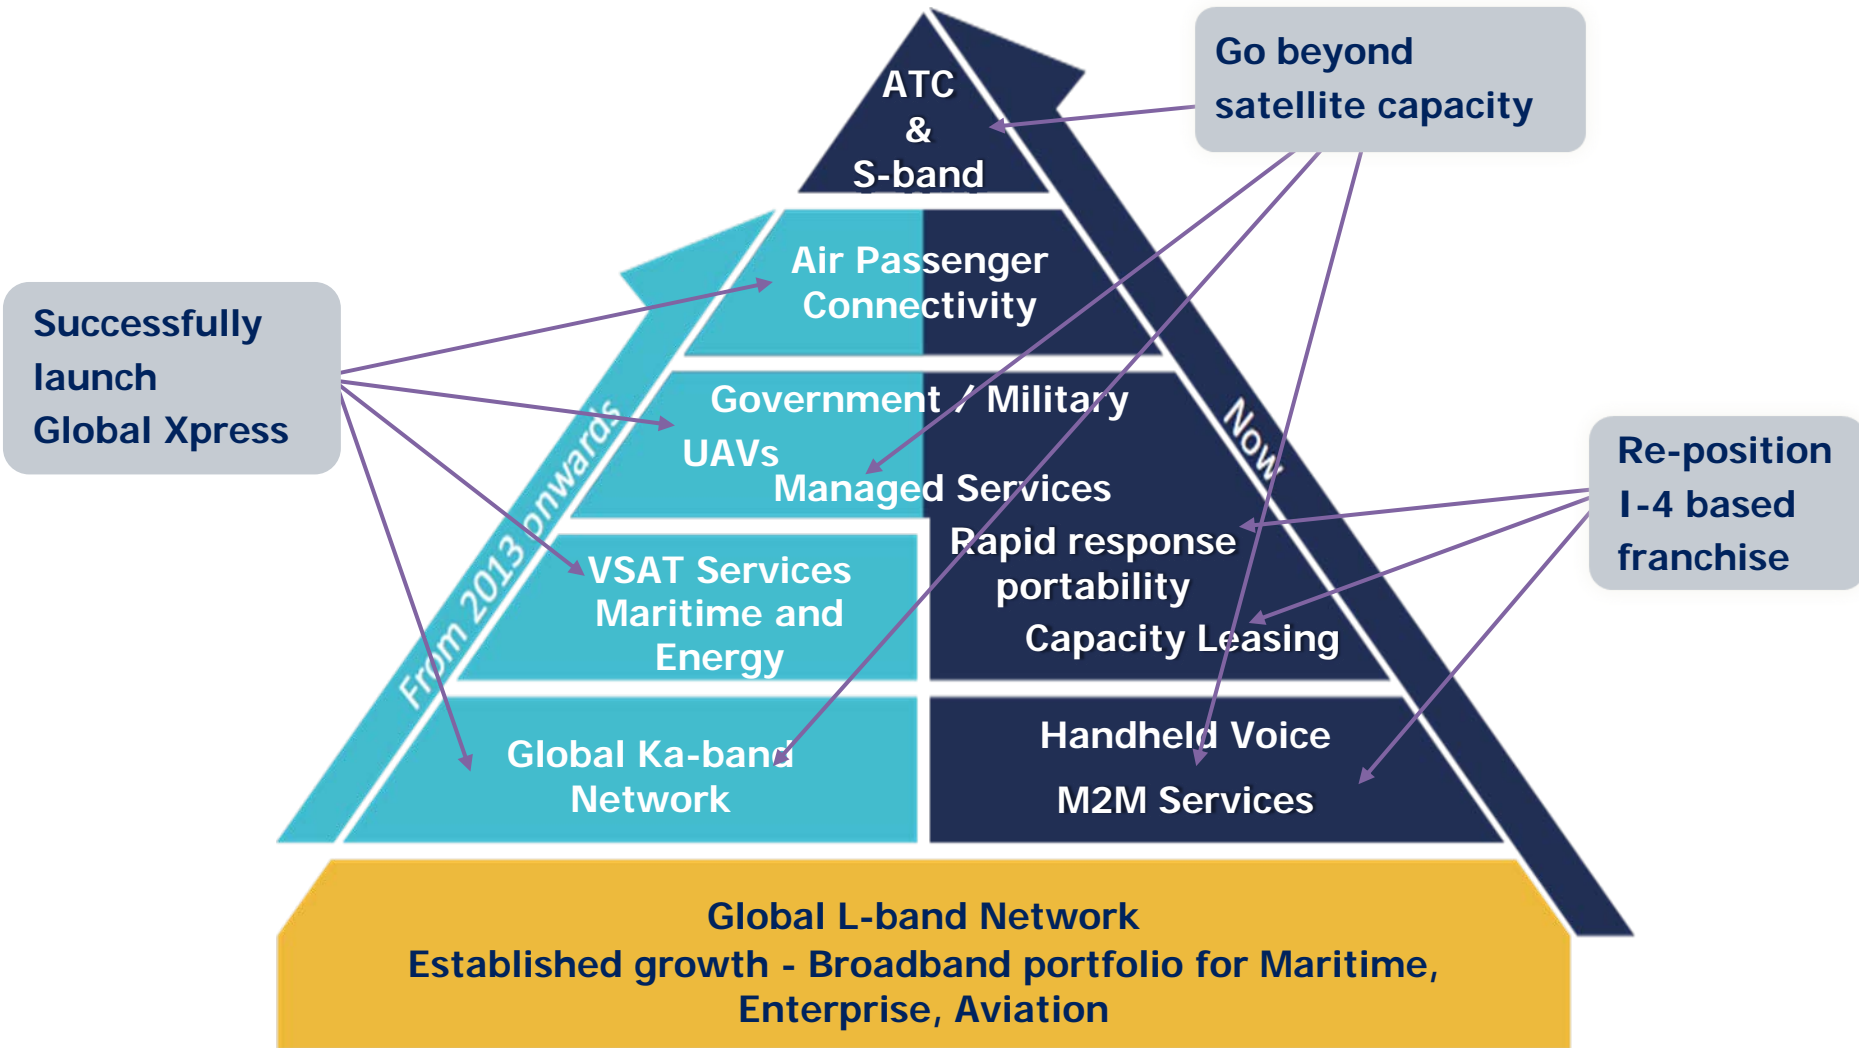 Go beyond
satellite capacity
ATC
&
S-band
Air Passenger
Connectivity
Successfully
launch
Global Xpress
Government / Military
UAVs
Managed Services
Now
From 2013 onwards
Re-position
I-4 based
franchise
Rapid response
portability
Capacity Leasing
VSAT Services
Maritime and
Energy
Handheld Voice
M2M Services
Global Ka-band
Network
Global L-band Network
Established growth - Broadband portfolio for Maritime,
Enterprise, Aviation